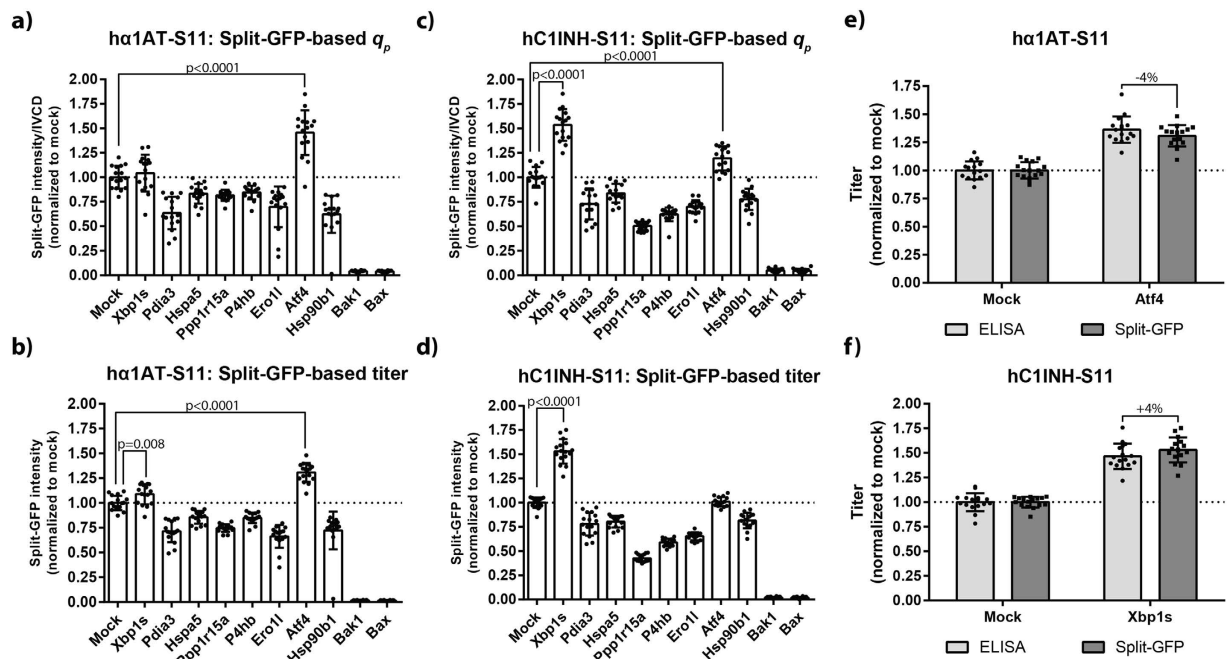 a)
hα1AT-S11: Split-GFP-based qp
p<0.0001
Split-GFP intensity/IVCD
(normalized to mock)
2.00
1.75
1.50
1.25
1.00
0.75
0.50
0.25
0.00
Mock
Xbp1s
Pdia3
Hspa5
Ppp1r15a
P4hb
Ero1l
Atf4
Hsp90b1
Bak1
Bax
b)
hα1AT-S11: Split-GFP-based titer
p<0.0001
p=0.008
Split-GFP intensity
(normalized to mock)
2.00
1.75
1.50
1.25
1.00
0.75
0.50
0.25
0.00
Mock
Xbp1s
Pdia3
Hspa5
Ppp1r15a
P4hb
Ero1l
Atf4
Hsp90b1
Bak1
Bax
c)
hC1INH-S11: Split-GFP-based qp
p<0.0001
p<0.0001
Split-GFP intensity/IVCD
(normalized to mock)
2.00
1.75
1.50
1.25
1.00
0.75
0.50
0.25
0.00
Mock
Xbp1s
Pdia3
Hspa5
Ppp1r15a
P4hb
Ero1l
Atf4
Hsp90b1
Bak1
Bax
d)
hC1INH-S11: Split-GFP-based titer
p<0.0001
Split-GFP intensity
(normalized to mock)
2.00
1.75
1.50
1.25
1.00
0.75
0.50
0.25
0.00
Mock
Xbp1s
Pdia3
Hspa5
Ppp1r15a
P4hb
Ero1l
Atf4
Hsp90b1
Bak1
Bax
e)
hα1AT-S11
-4%
Titer
(normalized to mock)
2.00
1.75
1.50
1.25
1.00
0.75
0.50
0.25
0.00
Mock
Atf4
ELISA
Split-GFP
f)
hC1INH-S11
+4%
Titer
(normalized to mock)
2.00
1.75
1.50
1.25
1.00
0.75
0.50
0.25
0.00
Mock
Xbp1s
ELISA
Split-GFP